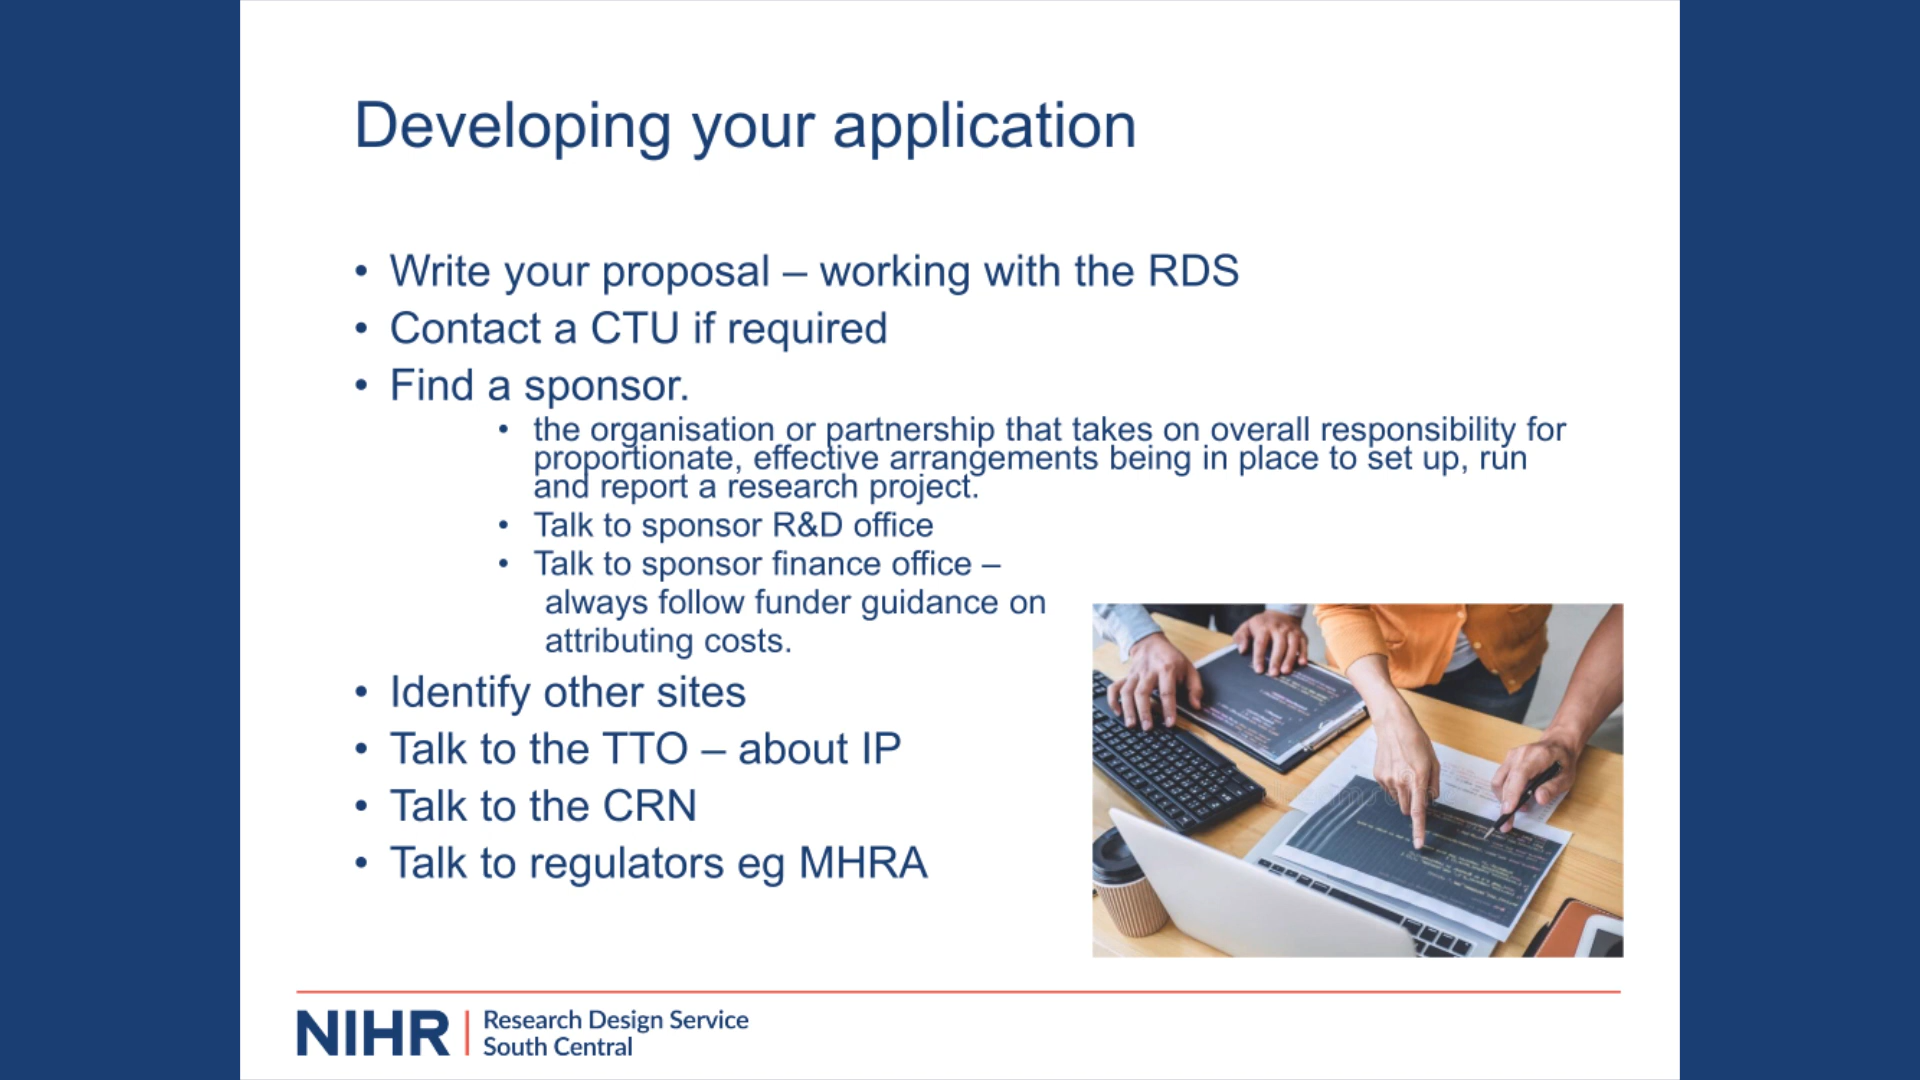 Developing your application
• Write your proposal – working with the RDS
• Contact a CTU if required
• Find a sponsor.
• the organisation or partnership that takes on overall responsibility for
proportionate, effective arrangements being in place to set up, run
and report a research project.
• Talk to sponsor R&D office
• Talk to sponsor finance office –
always follow funder guidance on
attributing costs.
• Identify other sites
• Talk to the TTO – about IP
• Talk to the CRN
• Talk to regulators eg MHRA
NIHR | Research Design Service
South Central